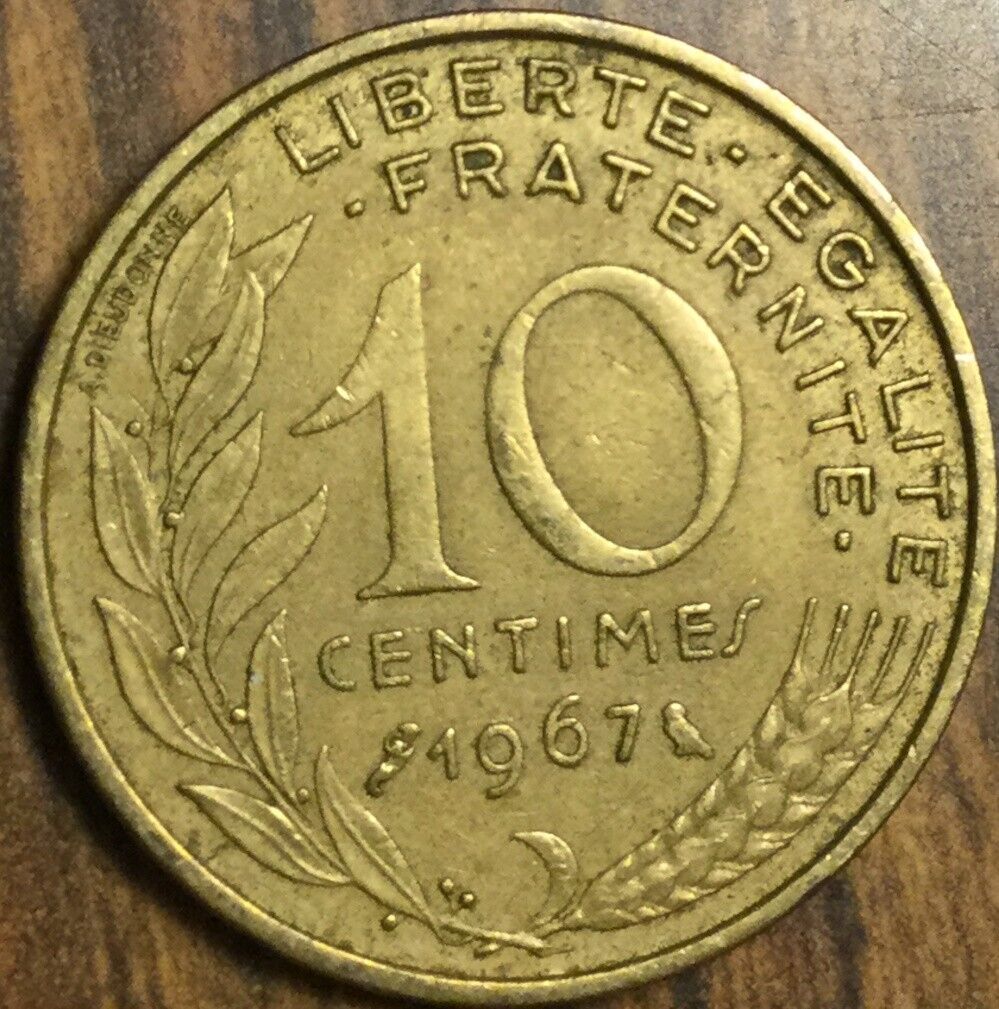 LIBERTE · EGALITE
· FRATERNITE ·
A.DIEUDONNE
10
CENTIMES
1967